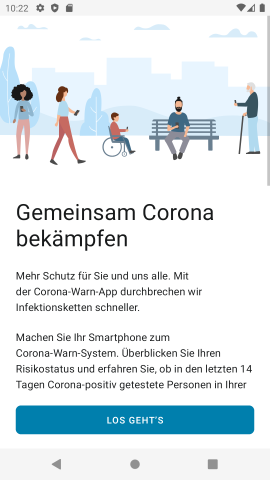 10:22
Gemeinsam Corona
bekämpfen
Mehr Schutz für Sie und uns alle. Mit
der Corona-Warn-App durchbrechen wir
Infektionsketten schneller.
Machen Sie Ihr Smartphone zum
Corona-Warn-System. Überblicken Sie Ihren
Risikostatus und erfahren Sie, ob in den letzten 14
Tagen Corona-positiv getestete Personen in Ihrer
LOS GEHT'S